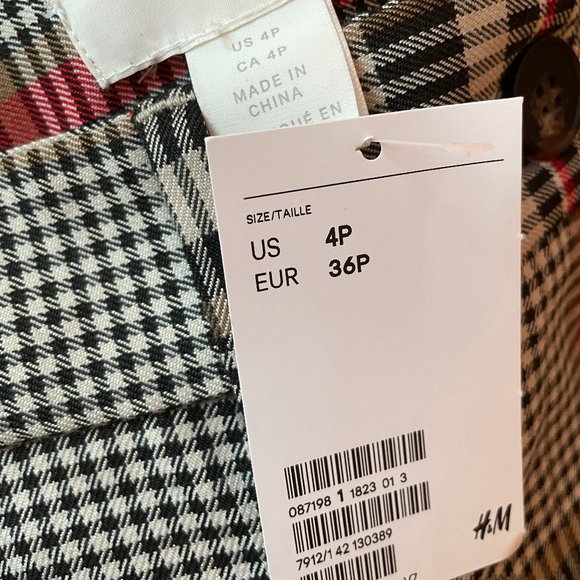 US 4P
CA 4P
MADE IN
CHINA
SIZE/TAILLE
US 4P
EUR 36P
087198 1 1823 01 3
7912/1 42 130389
H&M